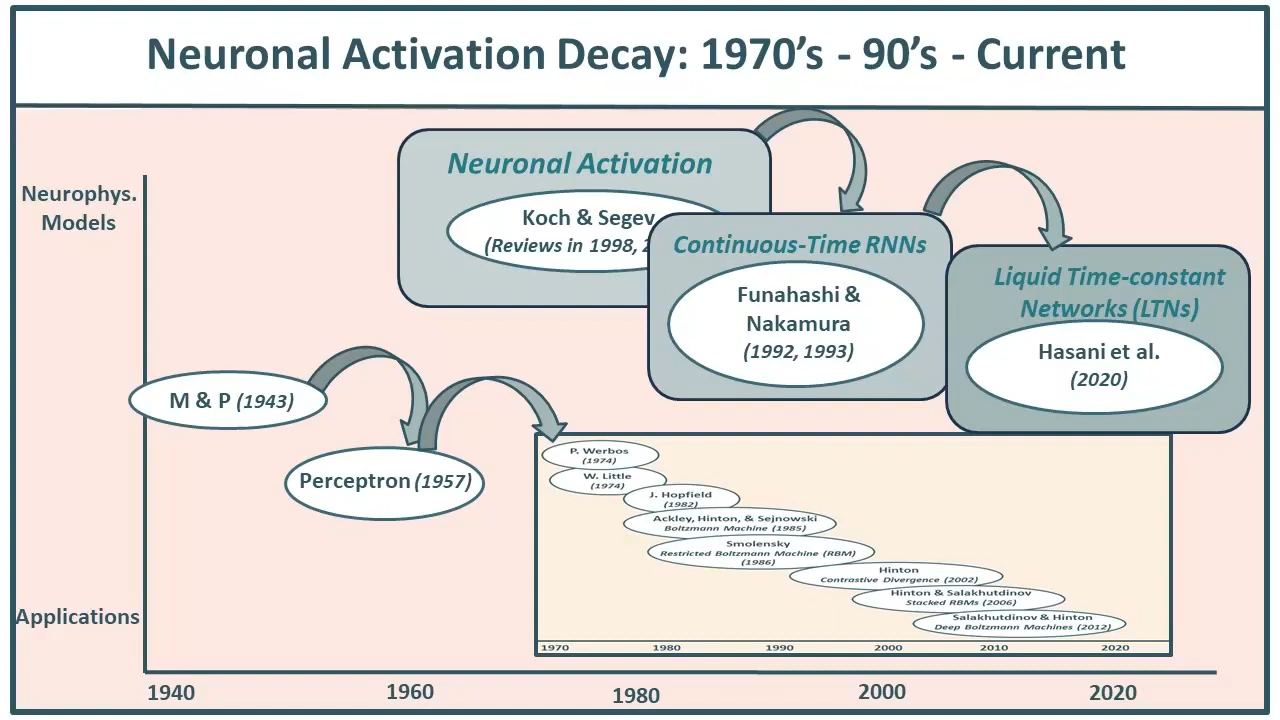 Neuronal Activation Decay: 1970’s - 90’s - Current
Neurophys.
Models
Neuronal Activation
Koch & Segev
(Reviews in 1998,
Continuous-Time RNNs
Funahashi &
Nakamura
(1992, 1993)
Liquid Time-constant
Networks (LTNs)
Hasani et al.
(2020)
M & P (1943)
Perceptron (1957)
P. Werbos
(1974)
W. Little
(1974)
J. Hopfield
(1982)
Ackley, Hinton, & Sejnowski
Boltzmann Machine (1985)
Smolensky
Restricted Boltzmann Machine (RBM)
(1986)
Hinton
Contrastive Divergence (2002)
Hinton & Salakhutdinov
Stacked RBMs (2006)
Salakhutdinov & Hinton
Deep Boltzmann Machines (2012)
1970 1980 1990 2000 2010 2020
Applications
1940 1960 1980 2000 2020